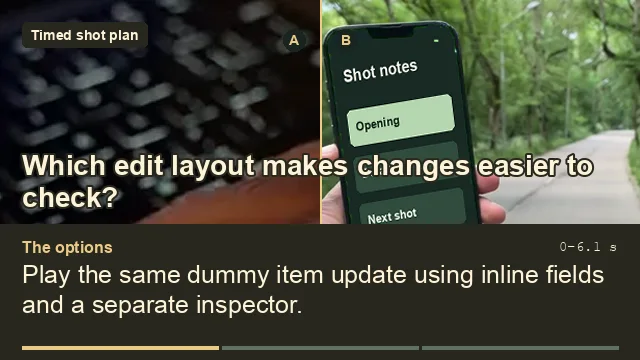 Timed shot plan
A
B
Shot notes
Opening
Which edit layout makes changes easier to
check?
Next shot
The options
0–6.1 s
Play the same dummy item update using inline fields
and a separate inspector.